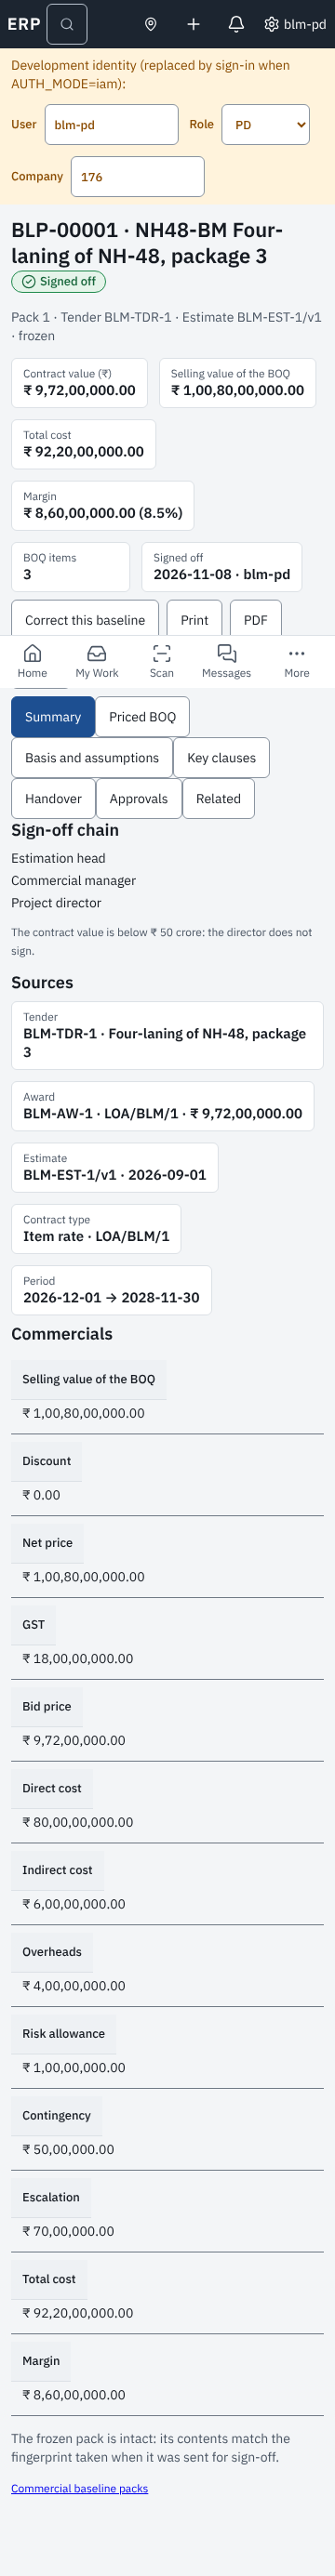 ERP
blm-pd
Development identity (replaced by sign-in when
AUTH_MODE=iam):
User
blm-pd
Role
PD
Company
176
BLP-00001 · NH48-BM Four-
laning of NH-48, package 3
Signed off
Pack 1 · Tender BLM-TDR-1 · Estimate BLM-EST-1/v1
· frozen
Contract value (₹)
₹ 9,72,00,000.00
Selling value of the BOQ
₹ 1,00,80,00,000.00
Total cost
₹ 92,20,00,000.00
Margin
₹ 8,60,00,000.00 (8.5%)
BOQ items
3
Signed off
2026-11-08 · blm-pd
Correct this baseline
Print
PDF
Home
My Work
Scan
Messages
More
Summary
Priced BOQ
Basis and assumptions
Key clauses
Handover
Approvals
Related
Sign-off chain
Estimation head
Commercial manager
Project director
The contract value is below ₹ 50 crore: the director does not
sign.
Sources
Tender
BLM-TDR-1 · Four-laning of NH-48, package
3
Award
BLM-AW-1 · LOA/BLM/1 · ₹ 9,72,00,000.00
Estimate
BLM-EST-1/v1 · 2026-09-01
Contract type
Item rate · LOA/BLM/1
Period
2026-12-01 → 2028-11-30
Commercials
Selling value of the BOQ
₹ 1,00,80,00,000.00
Discount
₹ 0.00
Net price
₹ 1,00,80,00,000.00
GST
₹ 18,00,00,000.00
Bid price
₹ 9,72,00,000.00
Direct cost
₹ 80,00,00,000.00
Indirect cost
₹ 6,00,00,000.00
Overheads
₹ 4,00,00,000.00
Risk allowance
₹ 1,00,00,000.00
Contingency
₹ 50,00,000.00
Escalation
₹ 70,00,000.00
Total cost
₹ 92,20,00,000.00
Margin
₹ 8,60,00,000.00
The frozen pack is intact: its contents match the
fingerprint taken when it was sent for sign-off.
Commercial baseline packs